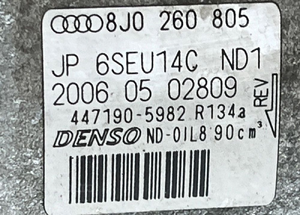 8J0 260 805
JP 6SEU14C ND1
2006 05 02809
REV
447190-5982 R134a
DENSO ND-OIL8 90cm³